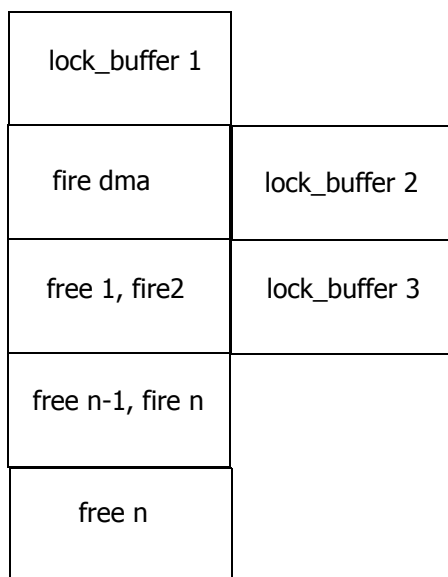 lock_buffer 1
fire dma
lock_buffer 2
free 1, fire2
lock_buffer 3
free n-1, fire n
free n